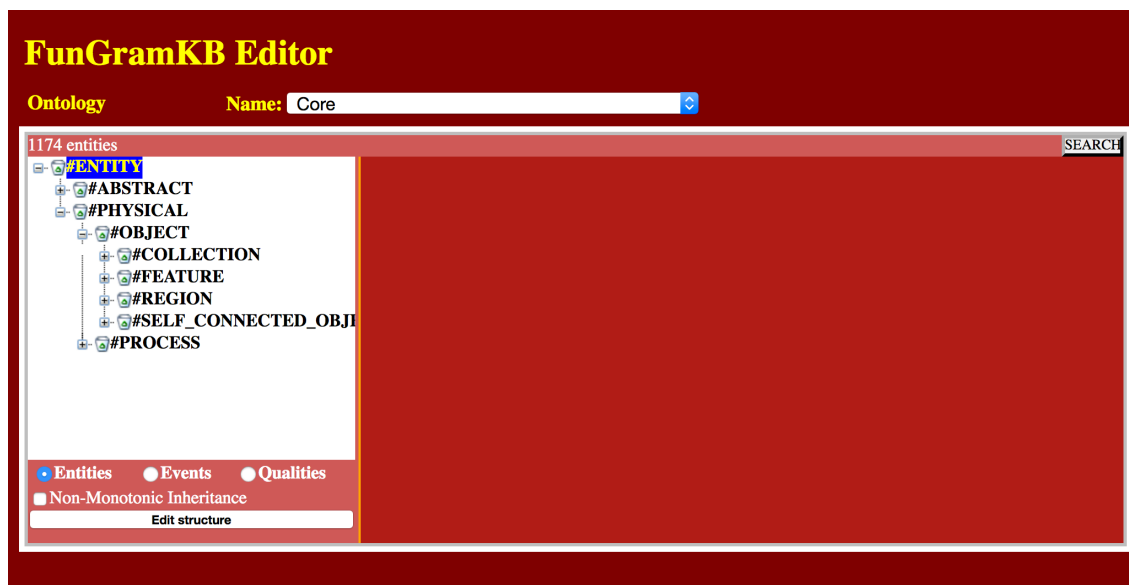 FunGramKB Editor
Ontology Name: Core
1174 entities SEARCH
#ENTITY
#ABSTRACT
#PHYSICAL
#OBJECT
#COLLECTION
#FEATURE
#REGION
#SELF_CONNECTED_OBJE
#PROCESS
Entities Events Qualities
Non-Monotonic Inheritance
Edit structure